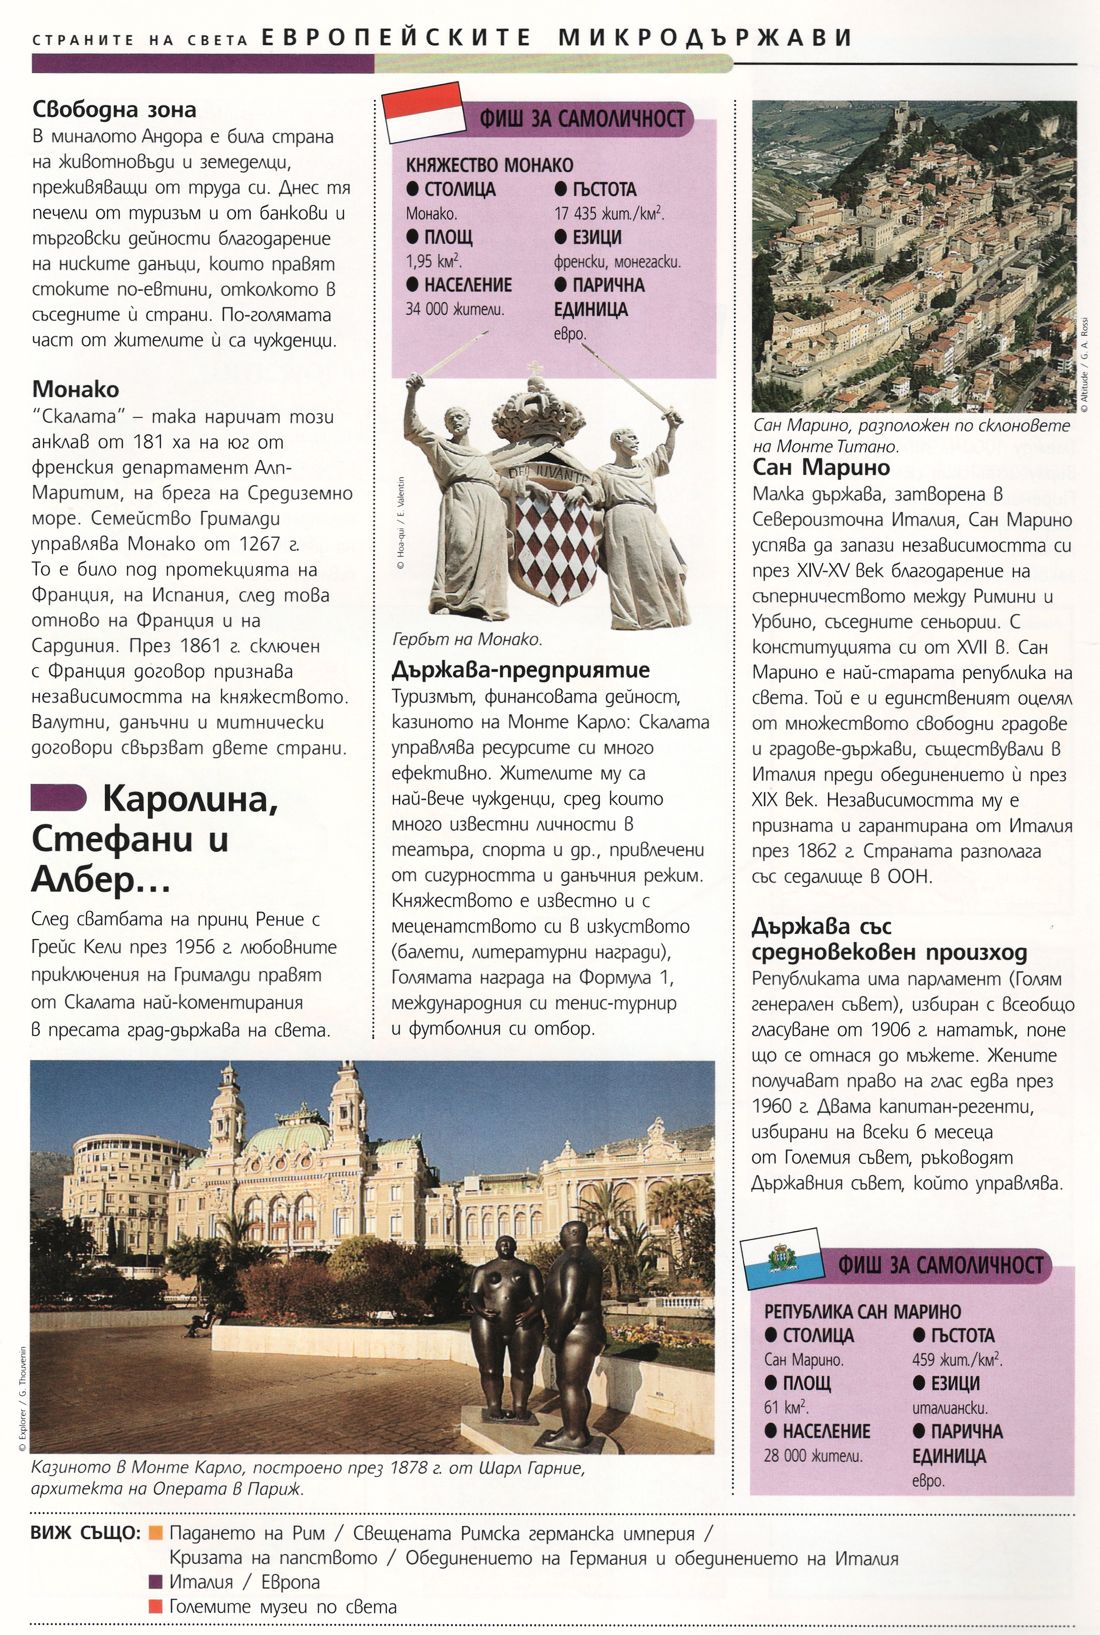 СТРАНИТЕ НА СВЕТА ЕВРОПЕЙСКИТЕ МИКРОДЪРЖАВИ
Свободна зона
В миналото Андора е била страна
на животновъди и земеделци,
преживяващи от труда си. Днес тя
печели от туризъм и от банкови и
търговски дейности благодарение
на ниските данъци, които правят
стоките по-евтини, отколкото в
съседните ѝ страни. По-голямата
част от жителите ѝ са чужденци.
Монако
“Скалата” – така наричат този
анклав от 181 ха на юг от
френския департамент Алп-
Маритим, на брега на Средиземно
море. Семейство Грималди
управлява Монако от 1267 г.
То е било под протекцията на
Франция, на Испания, след това
отново на Франция и на
Сардиния. През 1861 г. сключен
с Франция договор признава
независимостта на княжеството.
Валутни, данъчни и митнически
договори свързват двете страни.
Каролина,
Стефани и
Албер...
След сватбата на принц Рение с
Грейс Кели през 1956 г. любовните
приключения на Грималди правят
от Скалата най-коментирания
в пресата град-държава на света.
ФИШ ЗА САМОЛИЧНОСТ
КНЯЖЕСТВО МОНАКО
● СТОЛИЦА
Монако.
● ПЛОЩ
1,95 км².
● НАСЕЛЕНИЕ
34 000 жители.
● ГЪСТОТА
17 435 жит./км².
● ЕЗИЦИ
френски, монегаски.
● ПАРИЧНА
ЕДИНИЦА
евро.
DEO JUVANTE
© Hoa-qui / E. Valentin
Гербът на Монако.
Държава-предприятие
Туризмът, финансовата дейност,
казиното на Монте Карло: Скалата
управлява ресурсите си много
ефективно. Жителите му са
най-вече чужденци, сред които
много известни личности в
театъра, спорта и др., привлечени
от сигурността и данъчния режим.
Княжеството е известно и с
меценатството си в изкуството
(балети, литературни награди),
Голямата награда на Формула 1,
международния си тенис-турнир
и футболния си отбор.
© Explorer / G. Thouvenin
Казиното в Монте Карло, построено през 1878 г. от Шарл Гарние,
архитекта на Операта в Париж.
© Altitude / G. A. Rossi
Сан Марино, разположен по склоновете
на Монте Титано.
Сан Марино
Малка държава, затворена в
Североизточна Италия, Сан Марино
успява да запази независимостта си
през XIV-XV век благодарение на
съперничеството между Римини и
Урбино, съседните сеньории. С
конституцията си от XVII в. Сан
Марино е най-старата република на
света. Той е и единственият оцелял
от множеството свободни градове
и градове-държави, съществували в
Италия преди обединението ѝ през
XIX век. Независимостта му е
призната и гарантирана от Италия
през 1862 г. Страната разполага
със седалище в ООН.
Държава със
средновековен произход
Републиката има парламент (Голям
генерален съвет), избиран с всеобщо
гласуване от 1906 г. нататък, поне
що се отнася до мъжете. Жените
получават право на глас едва през
1960 г. Двама капитан-регенти,
избирани на всеки 6 месеца
от Големия съвет, ръководят
Държавния съвет, който управлява.
ФИШ ЗА САМОЛИЧНОСТ
РЕПУБЛИКА САН МАРИНО
● СТОЛИЦА
Сан Марино.
● ПЛОЩ
61 км².
● НАСЕЛЕНИЕ
28 000 жители.
● ГЪСТОТА
459 жит./км².
● ЕЗИЦИ
италиански.
● ПАРИЧНА
ЕДИНИЦА
евро.
ВИЖ СЪЩО: Падането на Рим / Свещената Римска германска империя /
Кризата на папството / Обединението на Германия и обединението на Италия
Италия / Европа
Големите музеи по света